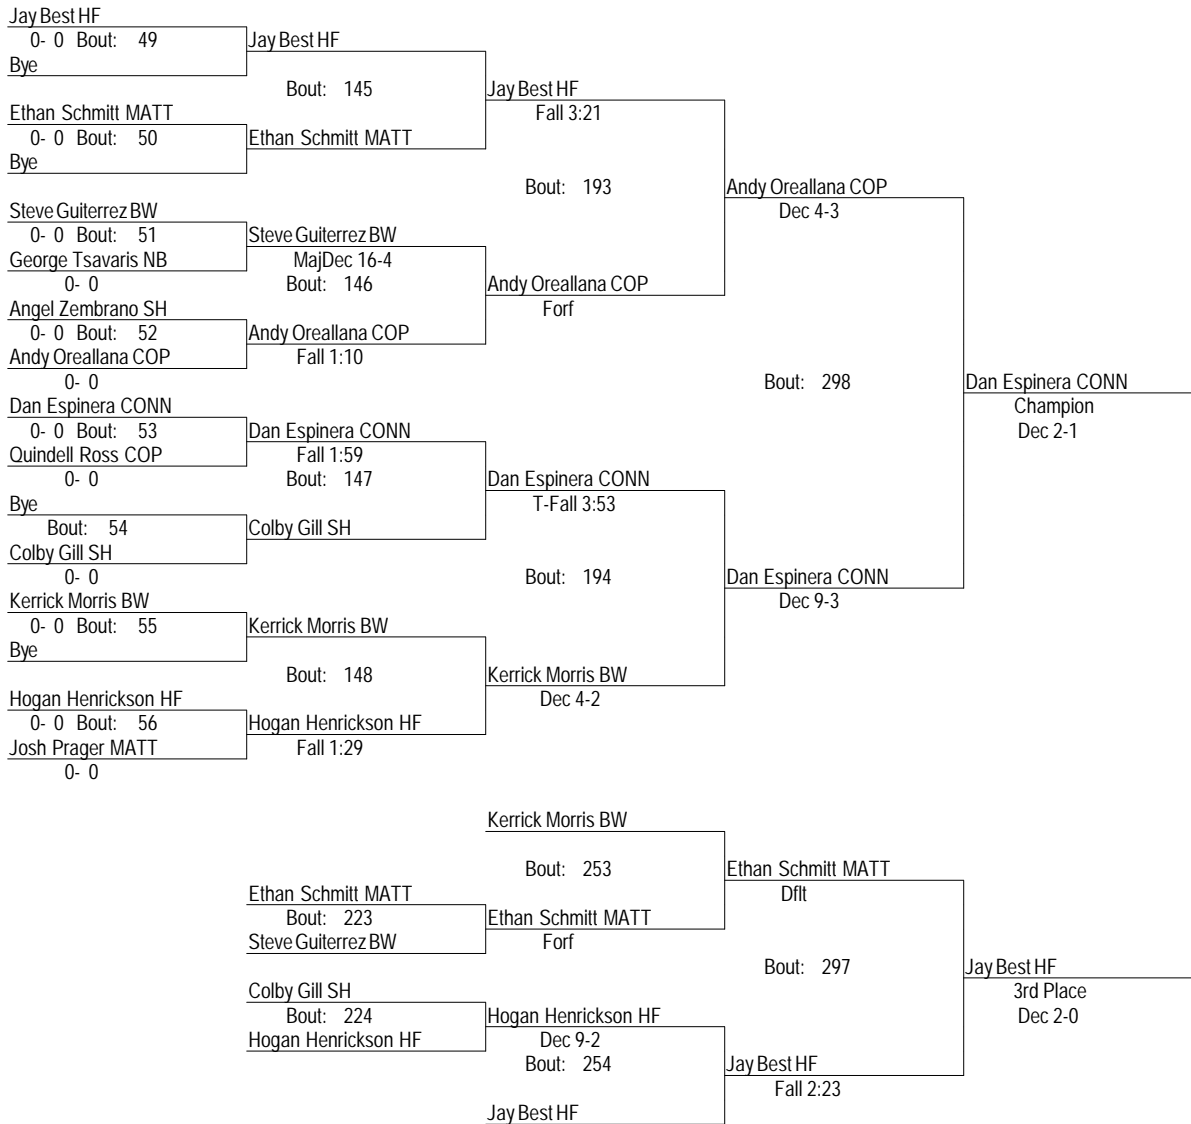 Jay Best HF
0- 0 Bout: 49
Jay Best HF
Bye
Bout: 145
Jay Best HF
Ethan Schmitt MATT
Fall 3:21
0- 0 Bout: 50
Ethan Schmitt MATT
Bye
Bout: 193
Andy Oreallana COP
Steve Guiterrez BW
Dec 4-3
0- 0 Bout: 51
Steve Guiterrez BW
George Tsavaris NB
MajDec 16-4
0- 0
Bout: 146
Andy Oreallana COP
Angel Zembrano SH
Forf
0- 0 Bout: 52
Andy Oreallana COP
Andy Oreallana COP
Fall 1:10
0- 0
Bout: 298
Dan Espinera CONN
Dan Espinera CONN
Champion
0- 0 Bout: 53
Dan Espinera CONN
Dec 2-1
Quindell Ross COP
Fall 1:59
0- 0
Bout: 147
Dan Espinera CONN
Bye
T-Fall 3:53
Bout: 54
Colby Gill SH
Colby Gill SH
0- 0
Bout: 194
Dan Espinera CONN
Kerrick Morris BW
Dec 9-3
0- 0 Bout: 55
Kerrick Morris BW
Bye
Bout: 148
Kerrick Morris BW
Hogan Henrickson HF
Dec 4-2
0- 0 Bout: 56
Hogan Henrickson HF
Josh Prager MATT
Fall 1:29
0- 0
Kerrick Morris BW
Bout: 253
Ethan Schmitt MATT
Ethan Schmitt MATT
Dflt
Bout: 223
Ethan Schmitt MATT
Steve Guiterrez BW
Forf
Bout: 297
Jay Best HF
Colby Gill SH
3rd Place
Bout: 224
Hogan Henrickson HF
Dec 2-0
Hogan Henrickson HF
Dec 9-2
Bout: 254
Jay Best HF
Fall 2:23
Jay Best HF